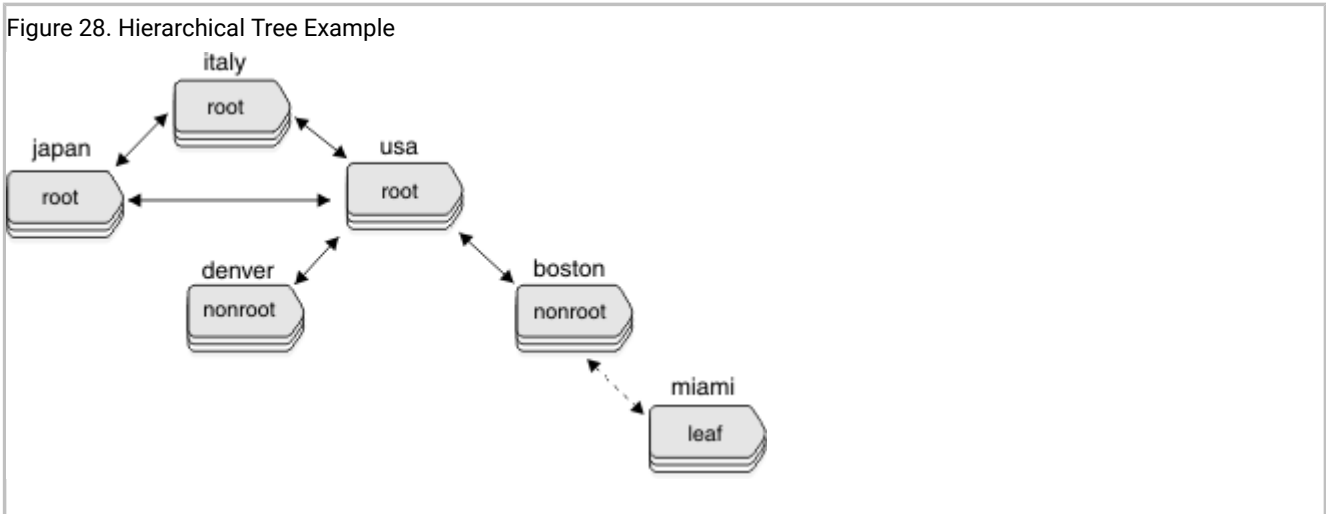 Figure 28. Hierarchical Tree Example
italy
root
japan
root
usa
root
denver
nonroot
boston
nonroot
miami
leaf